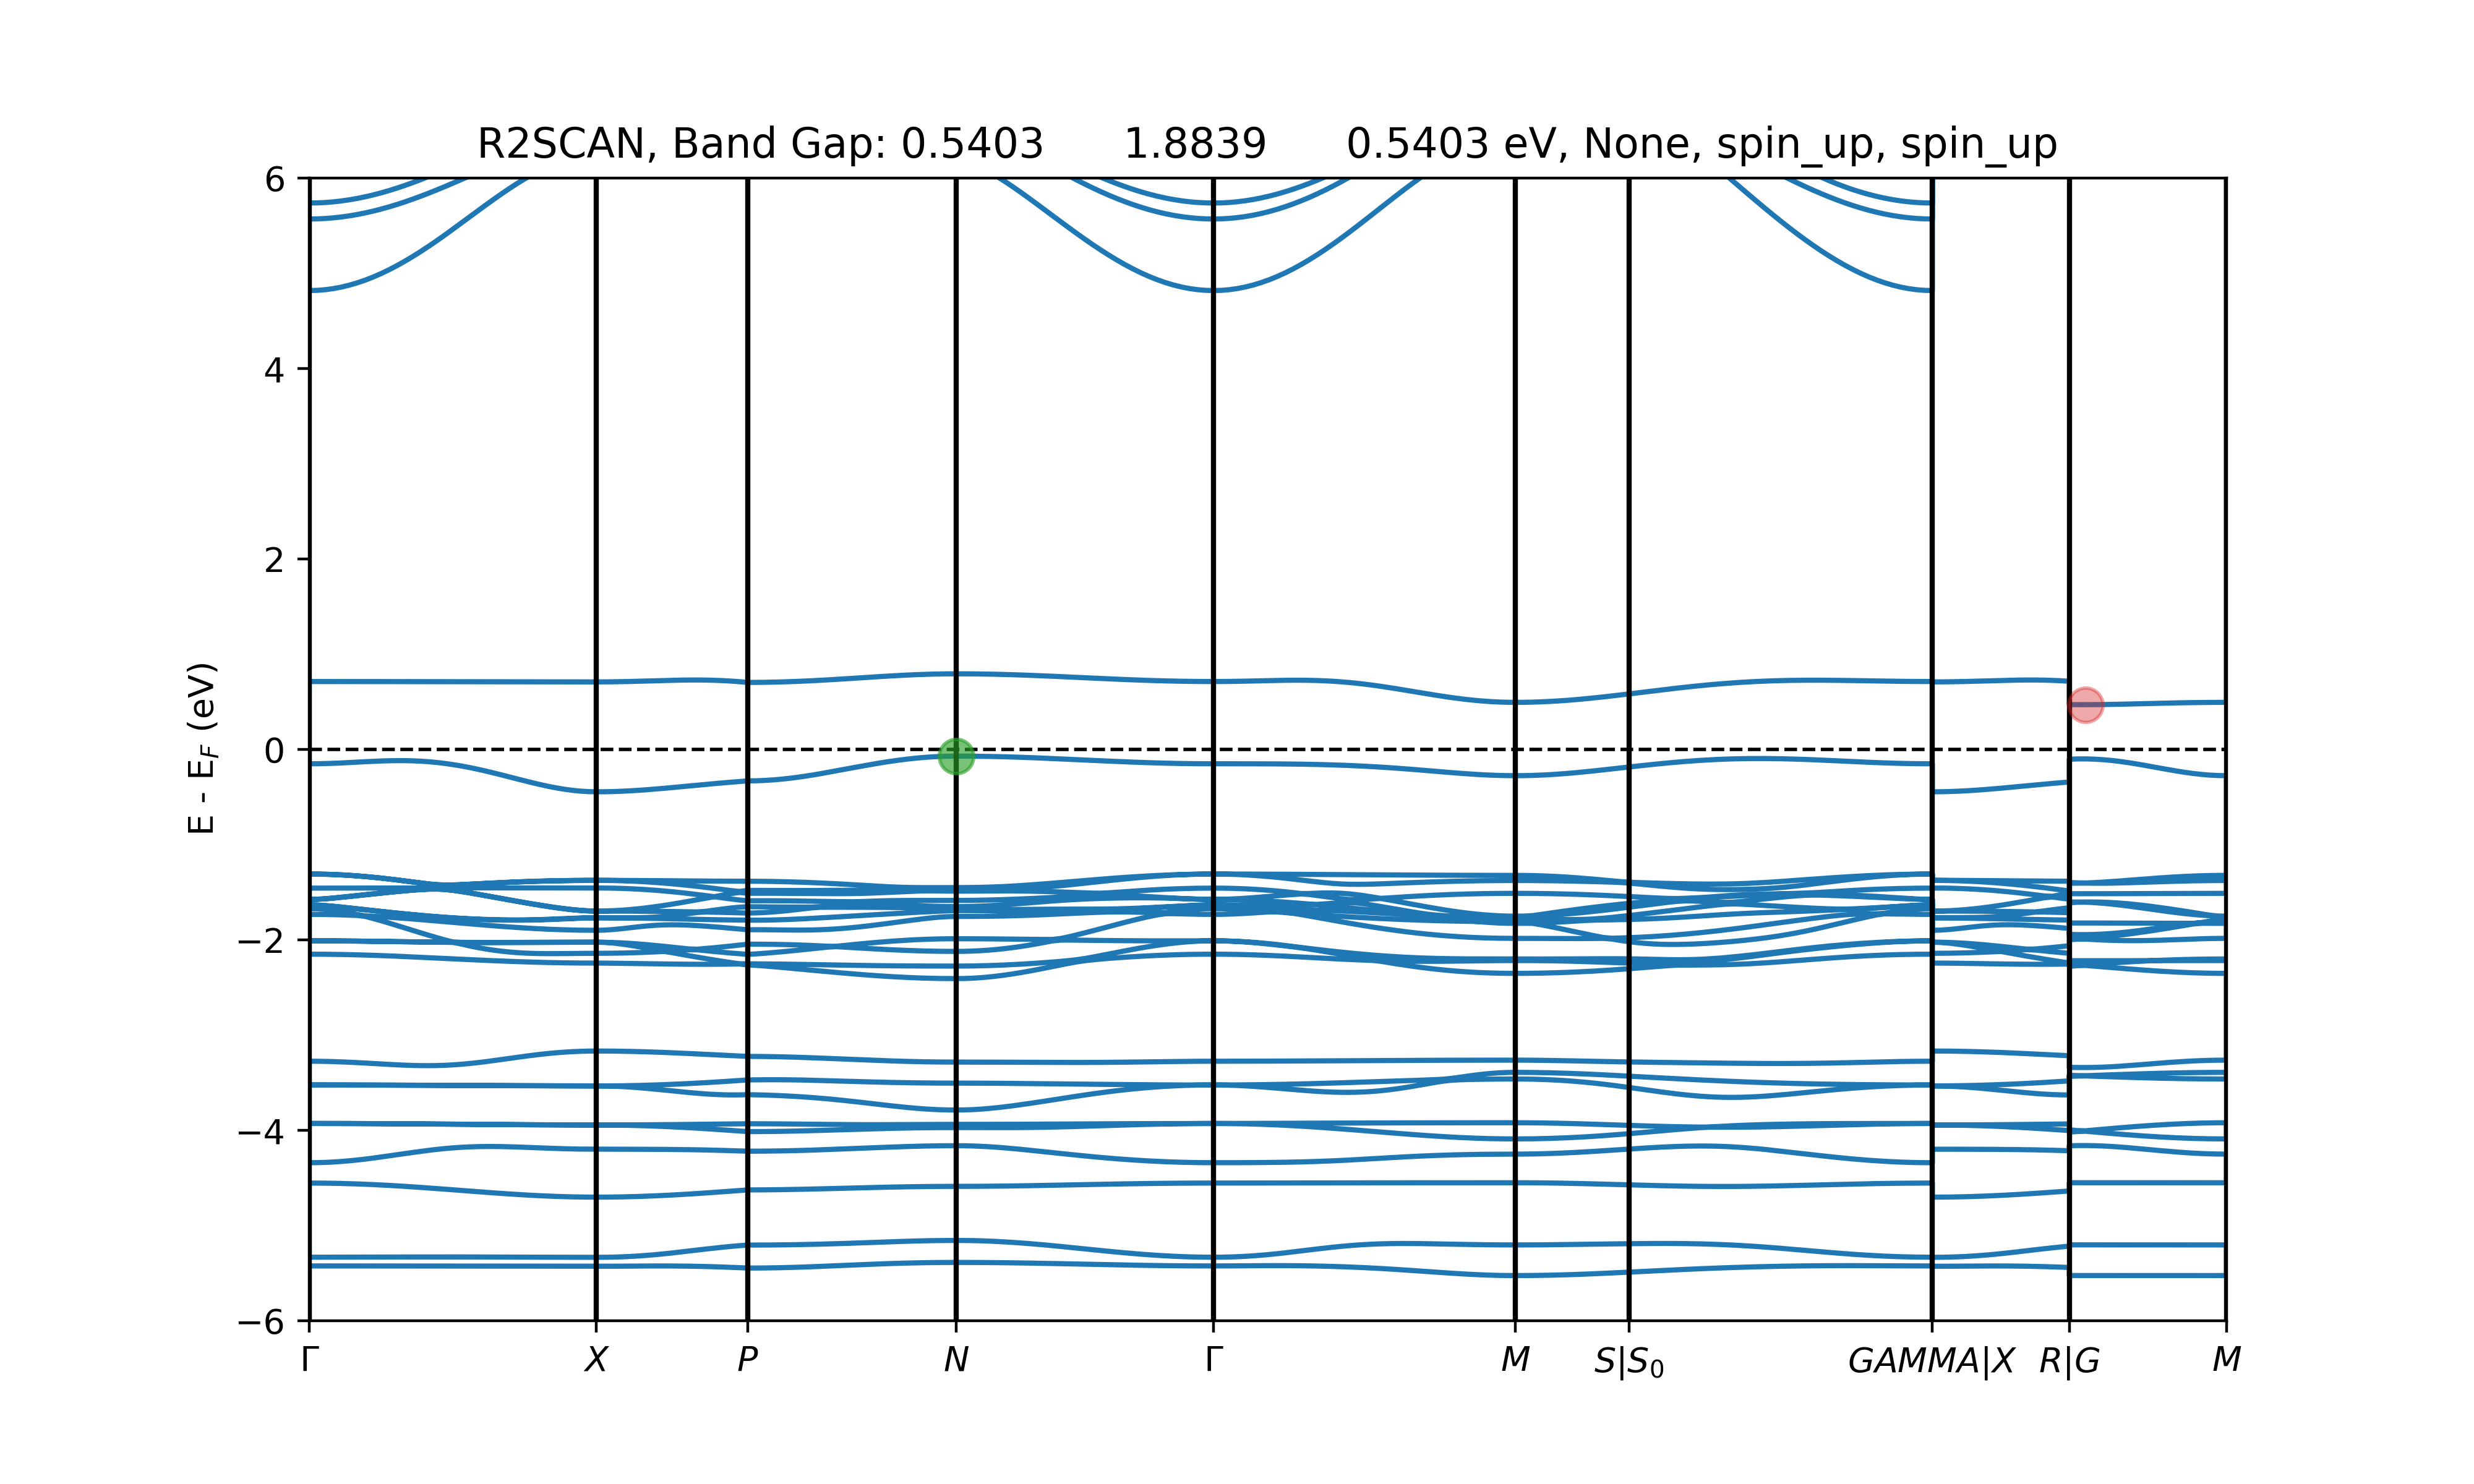 R2SCAN, Band Gap: 0.5403 1.8839 0.5403 eV, None, spin_up, spin_up
6
4
2
0
−2
−4
−6
E - E_F (eV)
Γ X P N Γ M S|S₀ GAMMA|X R|G M